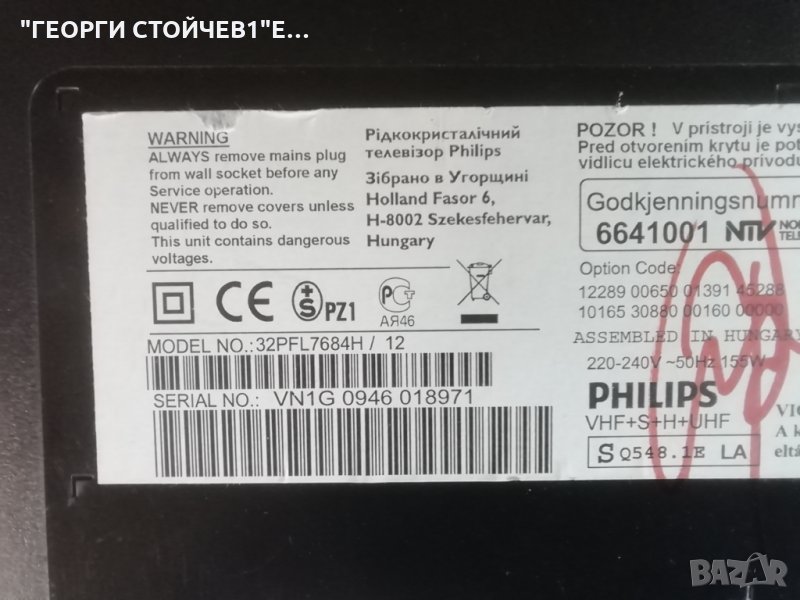 "ГЕОРГИ СТОЙЧЕВ1"Е...
WARNING
ALWAYS remove mains plug
from wall socket before any
Service operation.
NEVER remove covers unless
qualified to do so.
This unit contains dangerous
voltages.
Рідкокристалічний
телевізор Philips
Зібрано в Угорщині
Holland Fasor 6,
H-8002 Szekesfehervar,
Hungary
POZOR ! V prístroji je
Pred otvorením krytu je
vidlicu elektrického
Godkjenningsnumm
6641001 NTV
Option Code:
12289 00650 01391 45288
10165 30880 00160 00000
ASSEMBLED IN HUNGARY
220-240V ~50Hz 155W
PHILIPS
VHF+S+H+UHF
S Q548.1E LA
CE
S PZ1
АЯ46
MODEL NO.:32PFL7684H / 12
SERIAL NO.: VN1G 0946 018971
A k
BAZAR